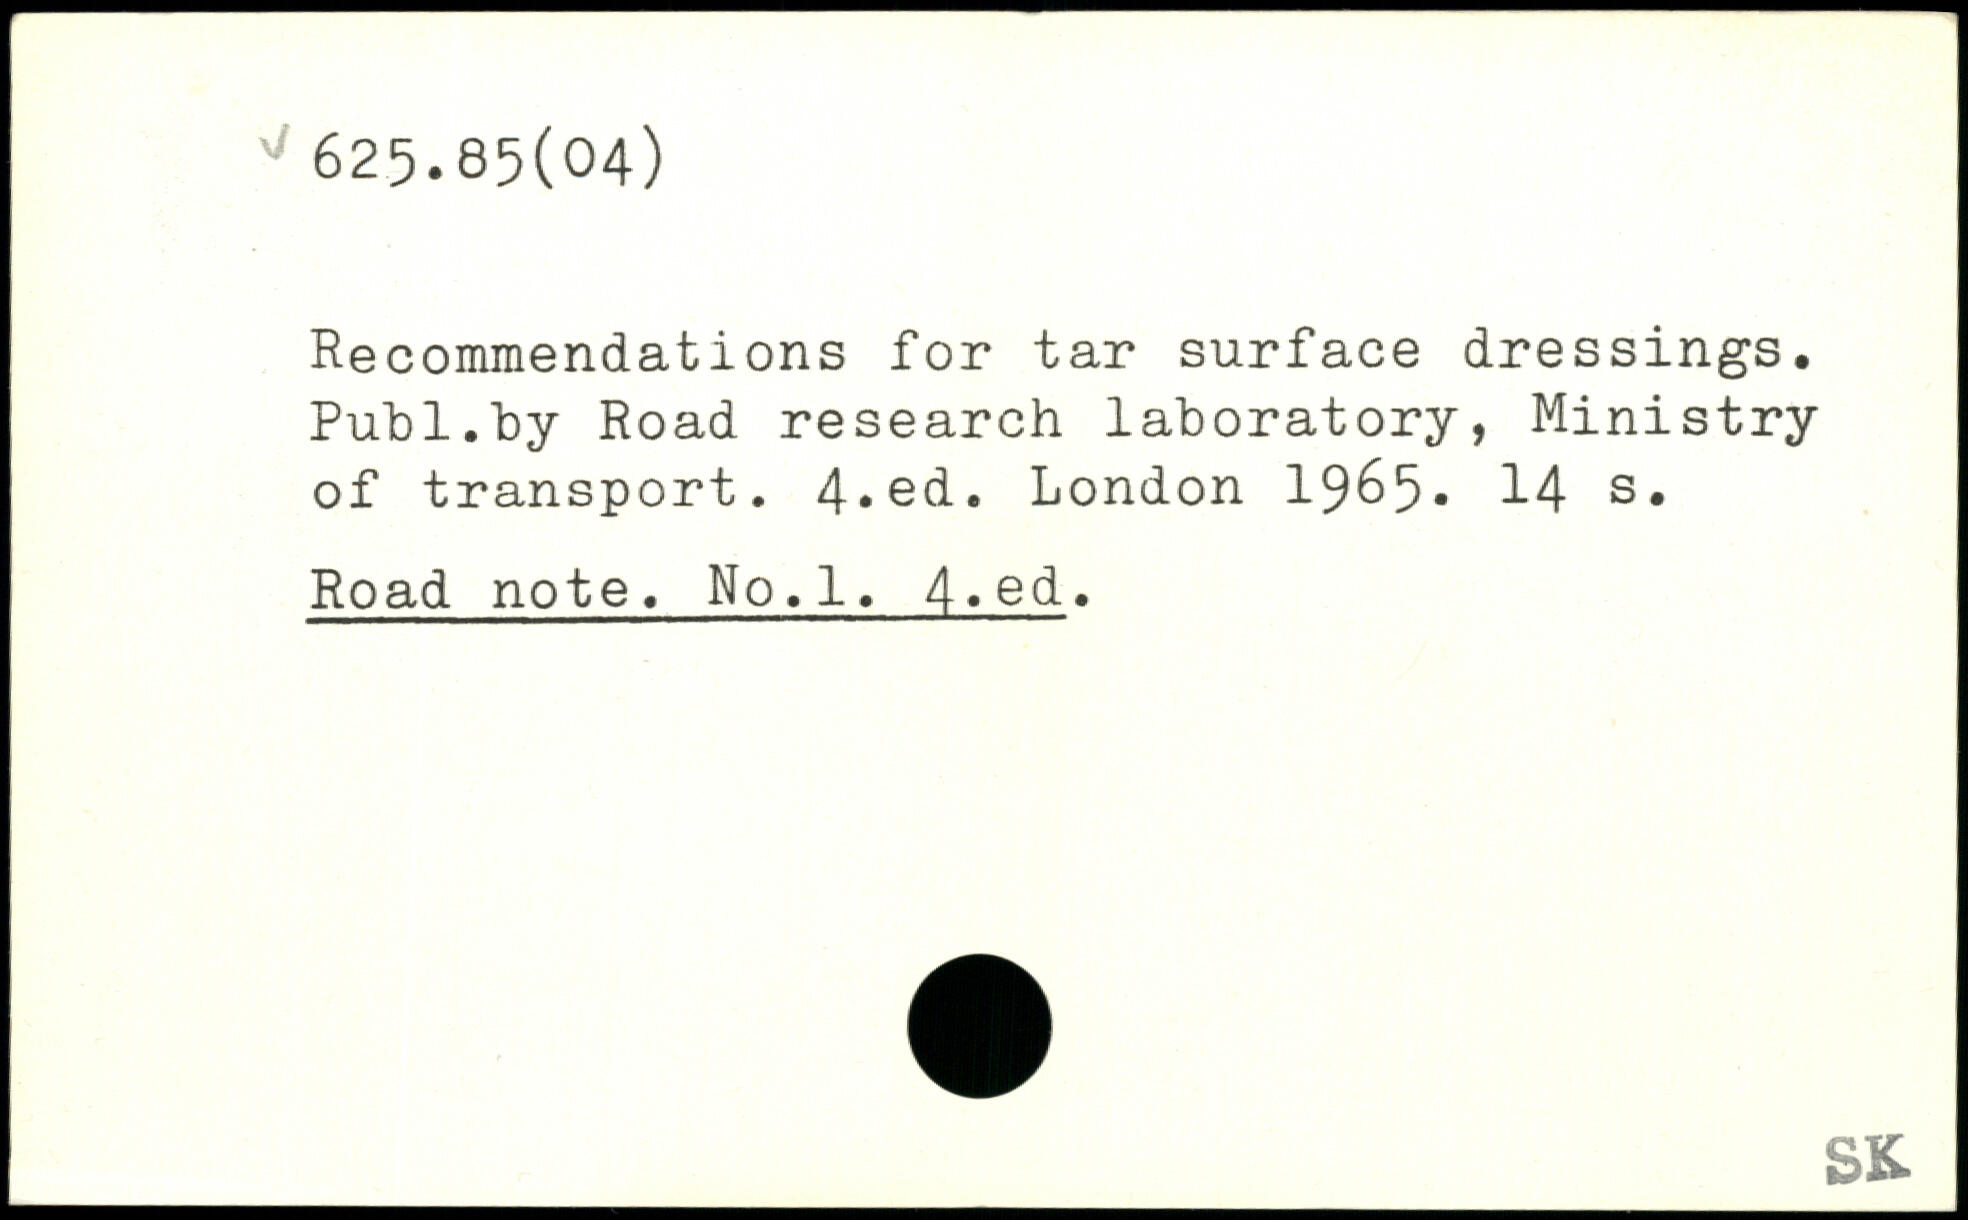 ✓ 625.85(04)
Recommendations for tar surface dressings.
Publ.by Road research laboratory, Ministry
of transport. 4.ed. London 1965. 14 s.
Road note. No.1. 4.ed.
SK